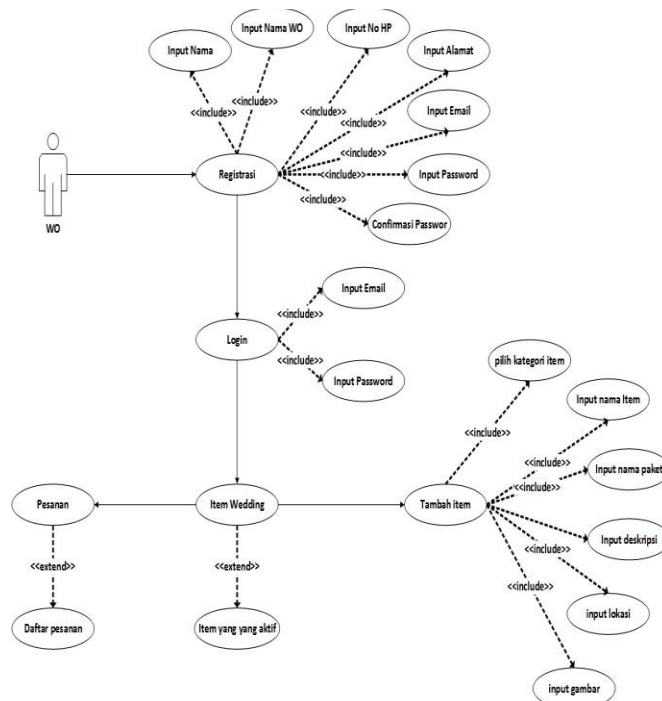 Input Nama WO
Input No HP
Input Nama
Input Alamat
<<include>>
<<include>>
<<include>>
<<include>>
Input Email
<<include>>
WO
Registrasi
<<include>>
Input Password
<<include>>
Confirmasi Passwor
Input Email
<<include>>
Login
<<include>>
Input Password
pilih kategori item
Input nama Item
<<include>>
<<include>>
Input nama paket
<<include>>
Pesanan
Item Wedding
Tambah item
Input deskripsi
<<include>>
<<extend>>
<<extend>>
<<include>>
input lokasi
Daftar pesanan
Item yang yang aktif
input gambar